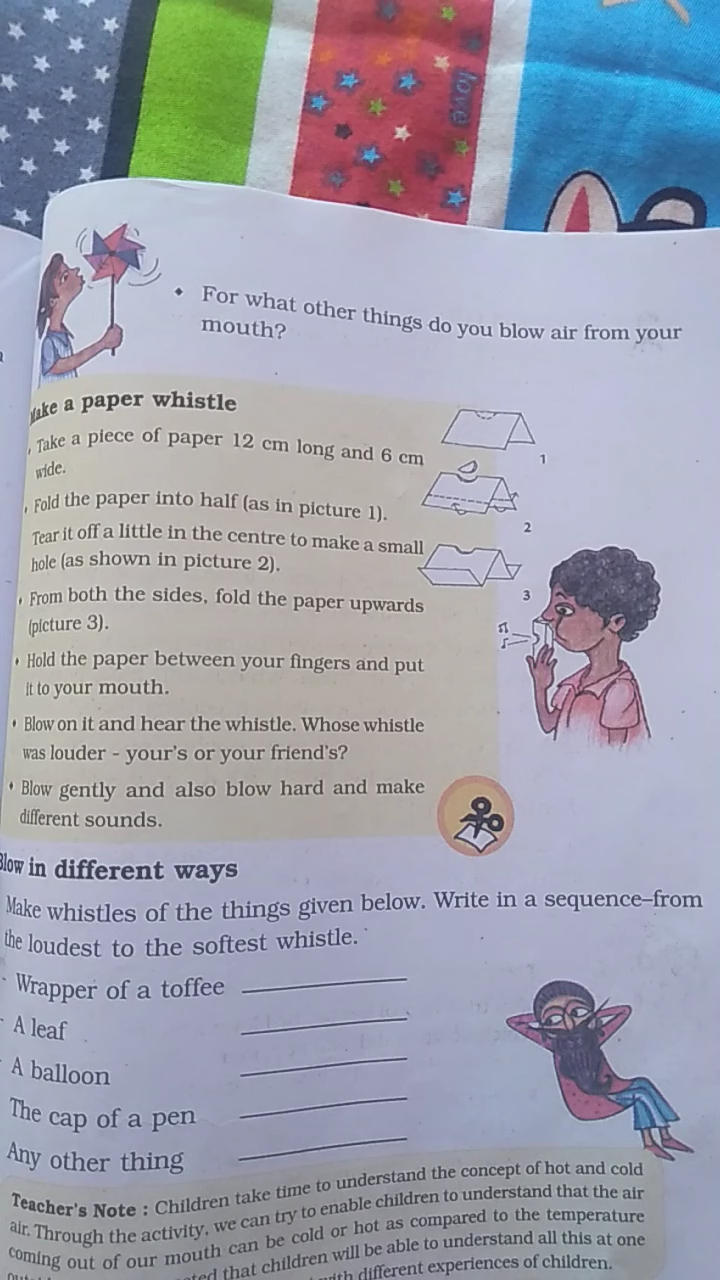 love
• For what other things do you blow air from your
mouth?
Make a paper whistle
• Take a piece of paper 12 cm long and 6 cm
wide.
• Fold the paper into half (as in picture 1).
Tear it off a little in the centre to make a small
hole (as shown in picture 2).
• From both the sides, fold the paper upwards
(picture 3).
• Hold the paper between your fingers and put
it to your mouth.
• Blow on it and hear the whistle. Whose whistle
was louder - your's or your friend's?
• Blow gently and also blow hard and make
different sounds.
1
2
3
Blow in different ways
Make whistles of the things given below. Write in a sequence–from
the loudest to the softest whistle.
Wrapper of a toffee
A leaf
A balloon
The cap of a pen
Any other thing
Teacher's Note : Children take time to understand the concept of hot and cold
air. Through the activity, we can try to enable children to understand that the air
coming out of our mouth can be cold or hot as compared to the temperature
that children will be able to understand all this at one
different experiences of children.